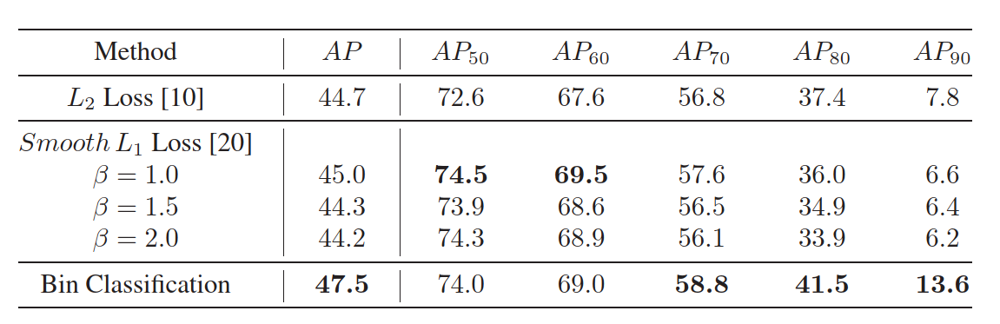 Method AP AP50 AP60 AP70 AP80 AP90
L2 Loss [10] 44.7 72.6 67.6 56.8 37.4 7.8
Smooth L1 Loss [20]
β = 1.0 45.0 74.5 69.5 57.6 36.0 6.6
β = 1.5 44.3 73.9 68.6 56.5 34.9 6.4
β = 2.0 44.2 74.3 68.9 56.1 33.9 6.2
Bin Classification 47.5 74.0 69.0 58.8 41.5 13.6